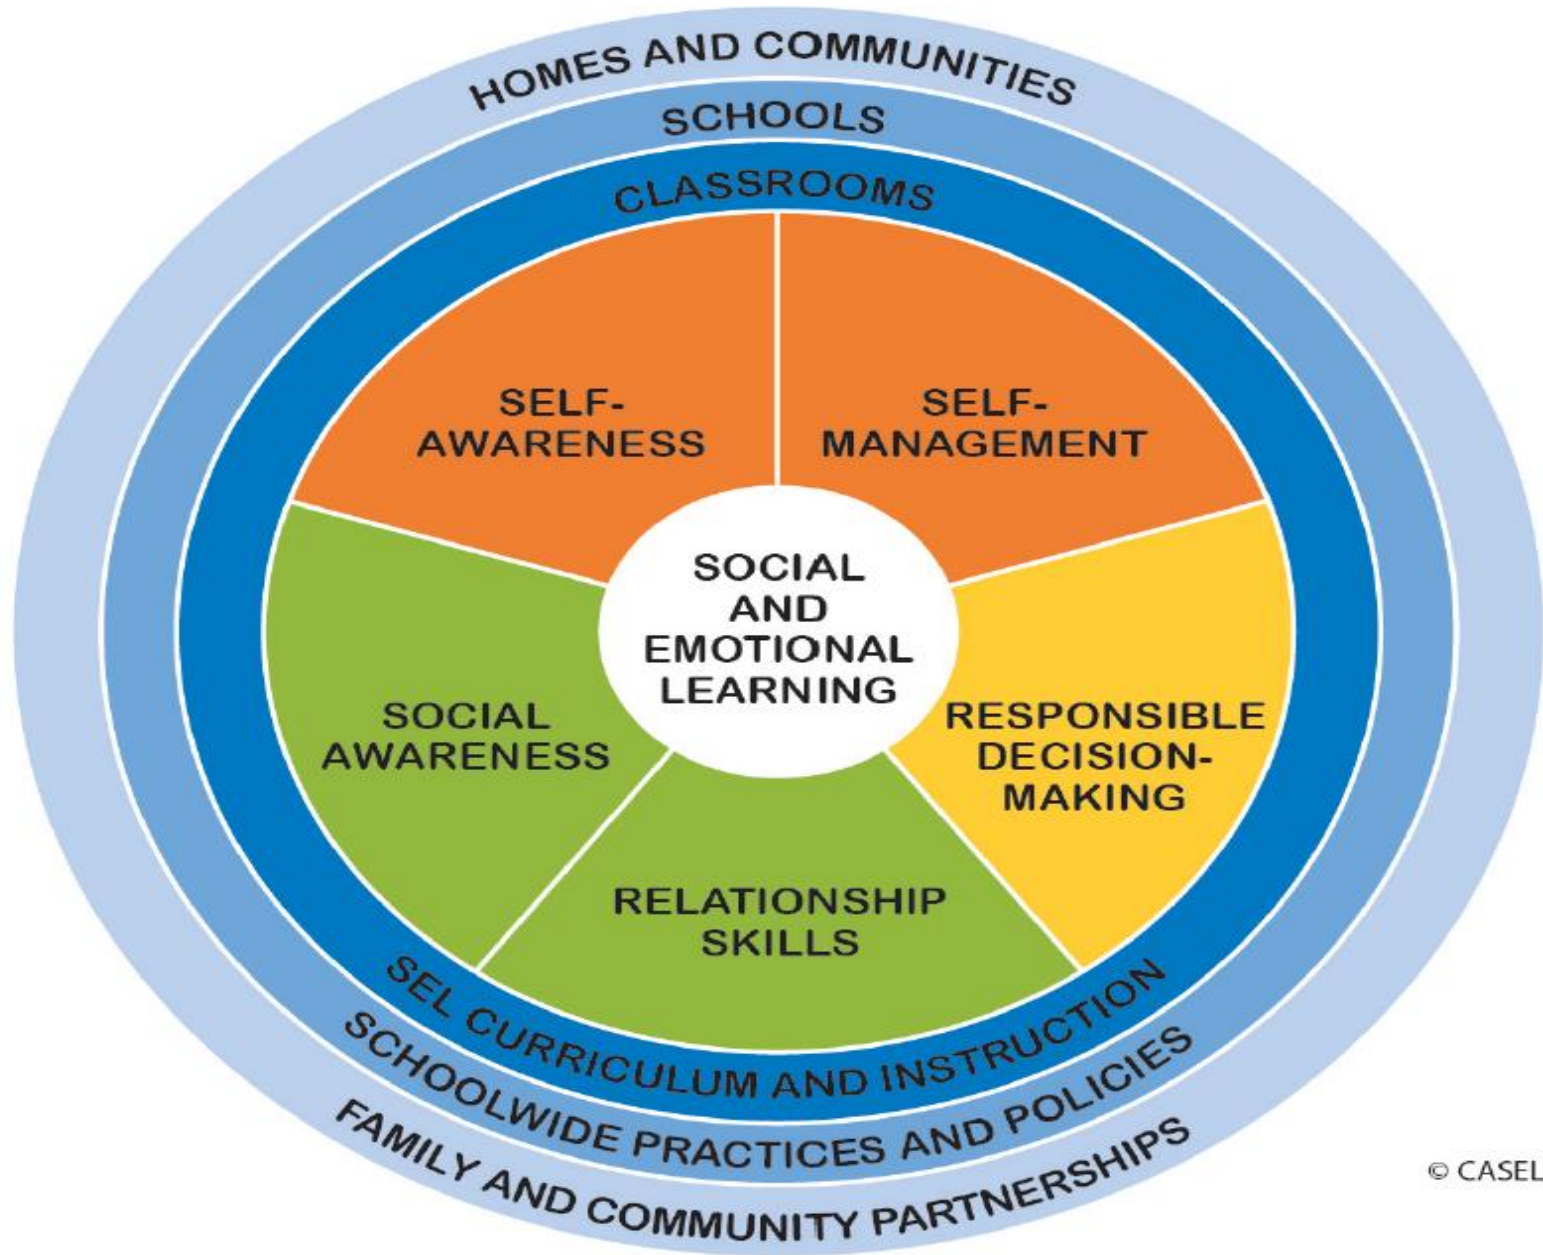 HOMES AND COMMUNITIES
SCHOOLS
CLASSROOMS
SELF-
AWARENESS
SELF-
MANAGEMENT
SOCIAL
AND
EMOTIONAL
LEARNING
SOCIAL
AWARENESS
RESPONSIBLE
DECISION-
MAKING
RELATIONSHIP
SKILLS
SEL CURRICULUM AND INSTRUCTION
SCHOOLWIDE PRACTICES AND POLICIES
FAMILY AND COMMUNITY PARTNERSHIPS
© CASEL